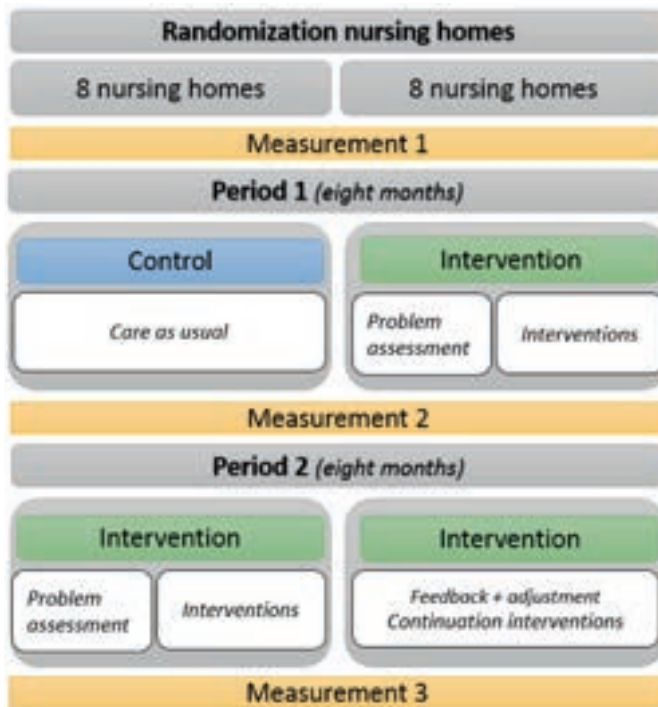 Randomization nursing homes
8 nursing homes
8 nursing homes
Measurement 1
Period 1 (eight months)
Control
Care as usual
Intervention
Problem
assessment
Interventions
Measurement 2
Period 2 (eight months)
Intervention
Problem
assessment
Interventions
Intervention
Feedback + adjustment
Continuation interventions
Measurement 3